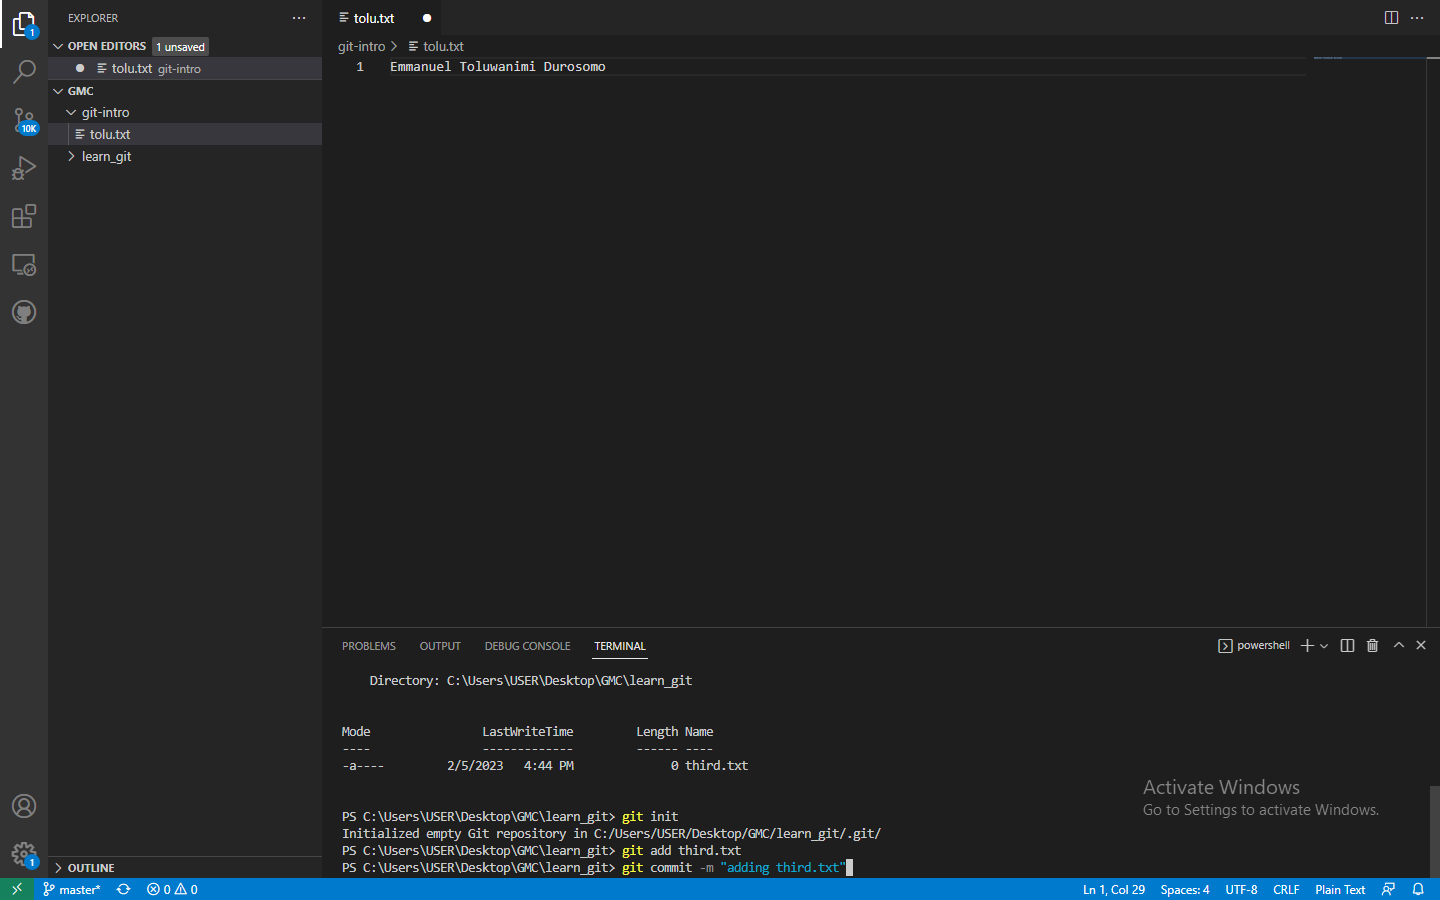 EXPLORER
OPEN EDITORS 1 unsaved
tolu.txt git-intro
GMC
git-intro
tolu.txt
learn_git
OUTLINE
1
10K
1
tolu.txt
git-intro > tolu.txt
1 Emmanuel Toluwanimi Durosomo
PROBLEMS OUTPUT DEBUG CONSOLE TERMINAL powershell
Directory: C:\Users\USER\Desktop\GMC\learn_git
Mode LastWriteTime Length Name
---- ------------- ------ ----
-a---- 2/5/2023 4:44 PM 0 third.txt
PS C:\Users\USER\Desktop\GMC\learn_git> git init
Initialized empty Git repository in C:/Users/USER/Desktop/GMC/learn_git/.git/
PS C:\Users\USER\Desktop\GMC\learn_git> git add third.txt
PS C:\Users\USER\Desktop\GMC\learn_git> git commit -m "adding third.txt"
Activate Windows
Go to Settings to activate Windows.
master* 0 0 Ln 1, Col 29 Spaces: 4 UTF-8 CRLF Plain Text